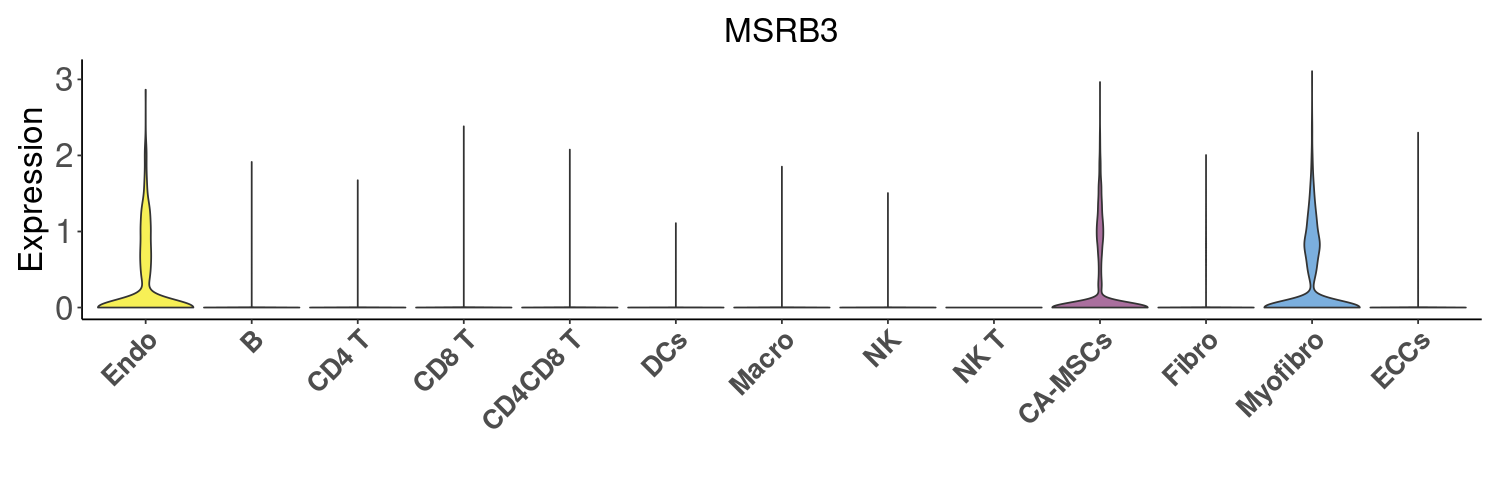 MSRB3
Expression
3
2
1
0
Endo
B
CD4 T
CD8 T
CD4CD8 T
DCs
Macro
NK
NK T
CA-MSCs
Fibro
Myofibro
ECCs